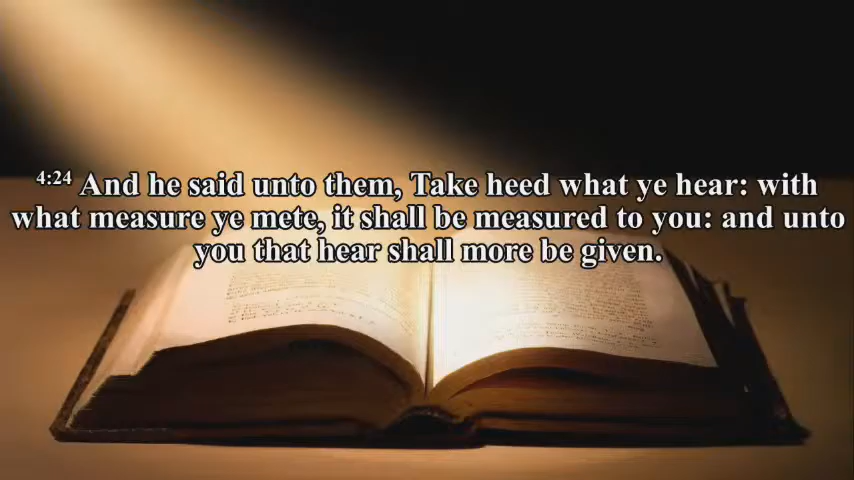 4:24 And he said unto them, Take heed what ye hear: with
what measure ye mete, it shall be measured to you: and unto
you that hear shall more be given.